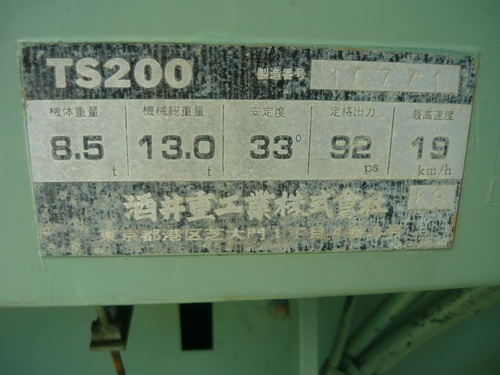 TS200 製造番号 10771
機体重量 機械総重量 安定度 定格出力 最高速度
8.5 t 13.0 t 33° 92 ps 19 km/h
K9
酒井重工業株式会社
東京都港区芝大門